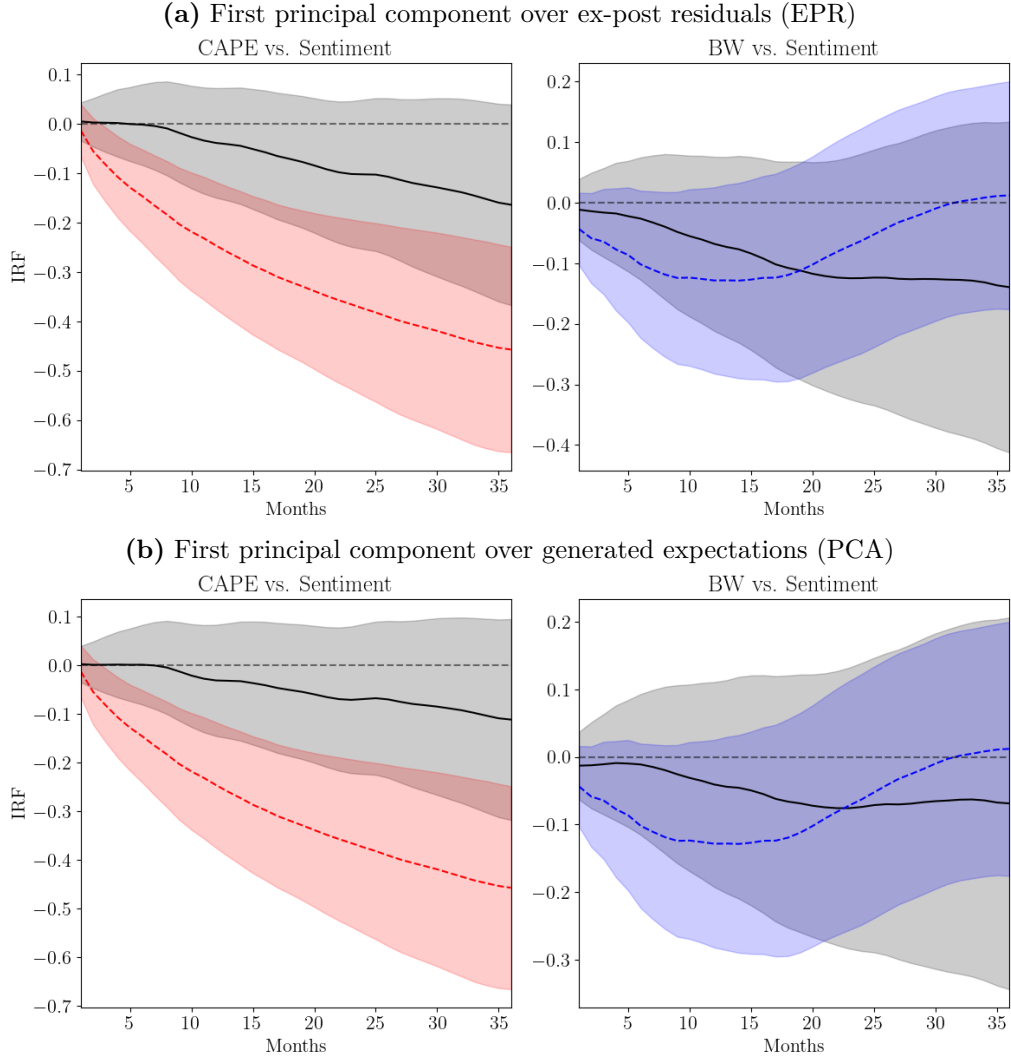 (a) First principal component over ex-post residuals (EPR)
CAPE vs. Sentiment
BW vs. Sentiment
IRF
0.1
0.0
−0.1
−0.2
−0.3
−0.4
−0.5
−0.6
−0.7
5 10 15 20 25 30 35
Months
0.2
0.1
0.0
−0.1
−0.2
−0.3
−0.4
5 10 15 20 25 30 35
Months
(b) First principal component over generated expectations (PCA)
CAPE vs. Sentiment
BW vs. Sentiment
IRF
0.1
0.0
−0.1
−0.2
−0.3
−0.4
−0.5
−0.6
−0.7
5 10 15 20 25 30 35
Months
0.2
0.1
0.0
−0.1
−0.2
−0.3
5 10 15 20 25 30 35
Months